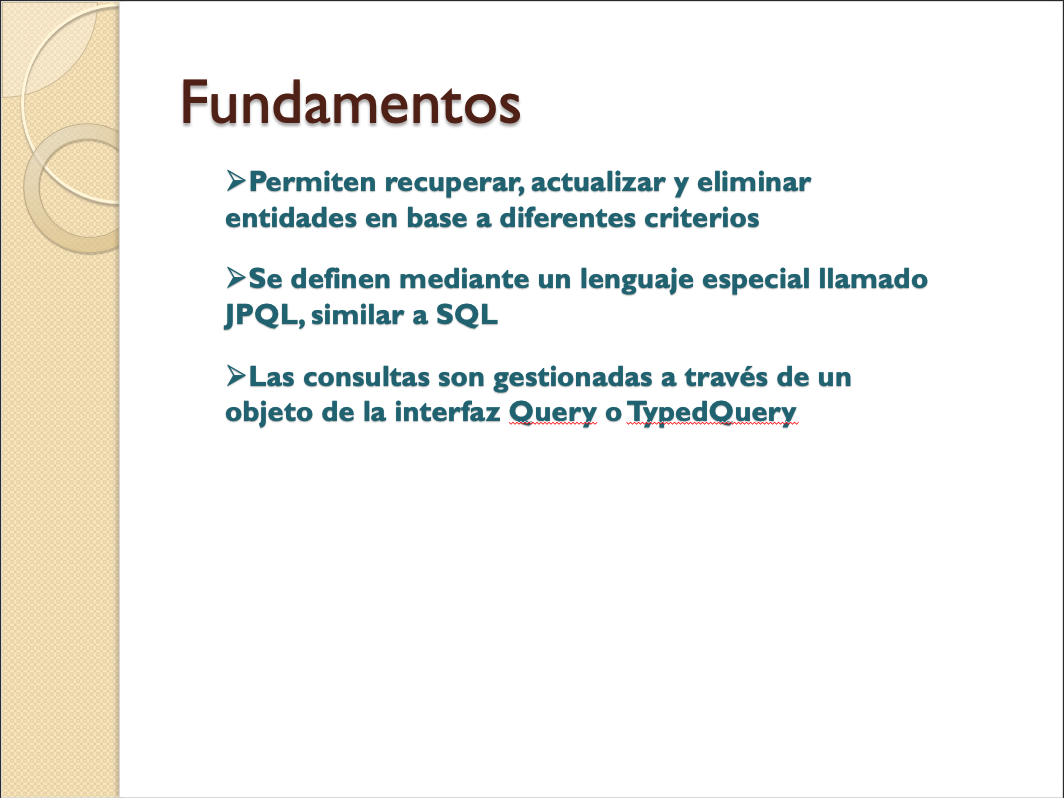 Fundamentos
➢Permiten recuperar, actualizar y eliminar
entidades en base a diferentes criterios
➢Se definen mediante un lenguaje especial llamado
JPQL, similar a SQL
➢Las consultas son gestionadas a través de un
objeto de la interfaz Query o TypedQuery